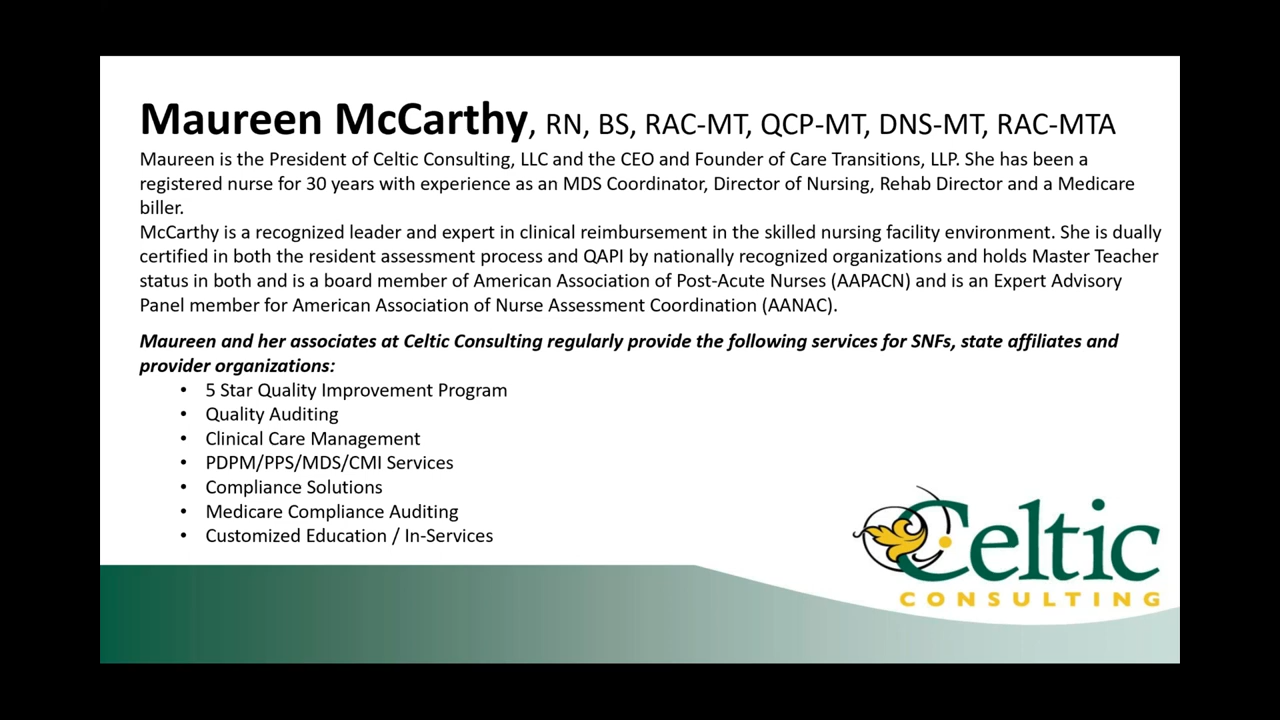 Maureen McCarthy, RN, BS, RAC-MT, QCP-MT, DNS-MT, RAC-MTA
Maureen is the President of Celtic Consulting, LLC and the CEO and Founder of Care Transitions, LLP. She has been a
registered nurse for 30 years with experience as an MDS Coordinator, Director of Nursing, Rehab Director and a Medicare
biller.
McCarthy is a recognized leader and expert in clinical reimbursement in the skilled nursing facility environment. She is dually
certified in both the resident assessment process and QAPI by nationally recognized organizations and holds Master Teacher
status in both and is a board member of American Association of Post-Acute Nurses (AAPACN) and is an Expert Advisory
Panel member for American Association of Nurse Assessment Coordination (AANAC).
Maureen and her associates at Celtic Consulting regularly provide the following services for SNFs, state affiliates and
provider organizations:
• 5 Star Quality Improvement Program
• Quality Auditing
• Clinical Care Management
• PDPM/PPS/MDS/CMI Services
• Compliance Solutions
• Medicare Compliance Auditing
• Customized Education / In-Services
Celtic
CONSULTING